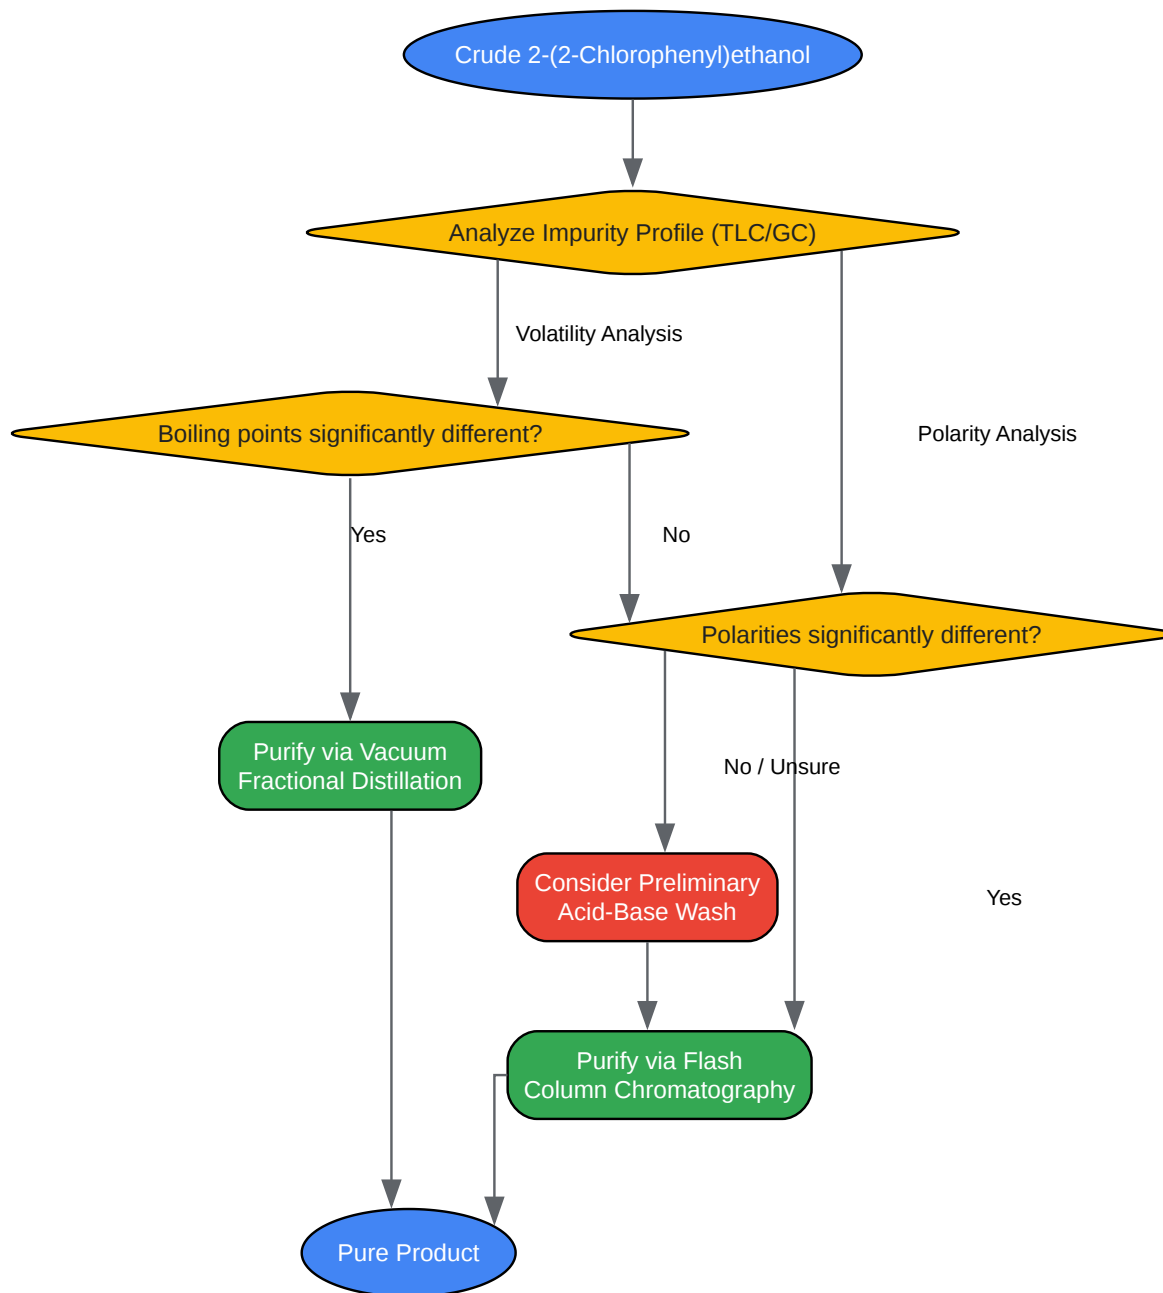 Crude 2-(2-Chlorophenyl)ethanol
Analyze Impurity Profile (TLC/GC)
Volatility Analysis
Boiling points significantly different?
Polarity Analysis
Yes
No
Polarities significantly different?
Purify via Vacuum
Fractional Distillation
No / Unsure
Consider Preliminary
Acid-Base Wash
Yes
Purify via Flash
Column Chromatography
Pure Product